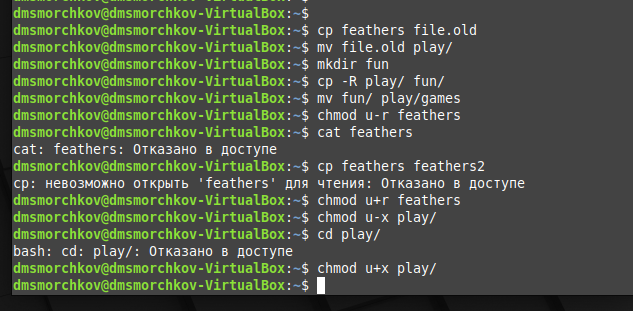 dmsmorchkov@dmsmorchkov-VirtualBox:~$
dmsmorchkov@dmsmorchkov-VirtualBox:~$ cp feathers file.old
dmsmorchkov@dmsmorchkov-VirtualBox:~$ mv file.old play/
dmsmorchkov@dmsmorchkov-VirtualBox:~$ mkdir fun
dmsmorchkov@dmsmorchkov-VirtualBox:~$ cp -R play/ fun/
dmsmorchkov@dmsmorchkov-VirtualBox:~$ mv fun/ play/games
dmsmorchkov@dmsmorchkov-VirtualBox:~$ chmod u-r feathers
dmsmorchkov@dmsmorchkov-VirtualBox:~$ cat feathers
cat: feathers: Отказано в доступе
dmsmorchkov@dmsmorchkov-VirtualBox:~$ cp feathers feathers2
cp: невозможно открыть 'feathers' для чтения: Отказано в доступе
dmsmorchkov@dmsmorchkov-VirtualBox:~$ chmod u+r feathers
dmsmorchkov@dmsmorchkov-VirtualBox:~$ chmod u-x play/
dmsmorchkov@dmsmorchkov-VirtualBox:~$ cd play/
bash: cd: play/: Отказано в доступе
dmsmorchkov@dmsmorchkov-VirtualBox:~$ chmod u+x play/
dmsmorchkov@dmsmorchkov-VirtualBox:~$